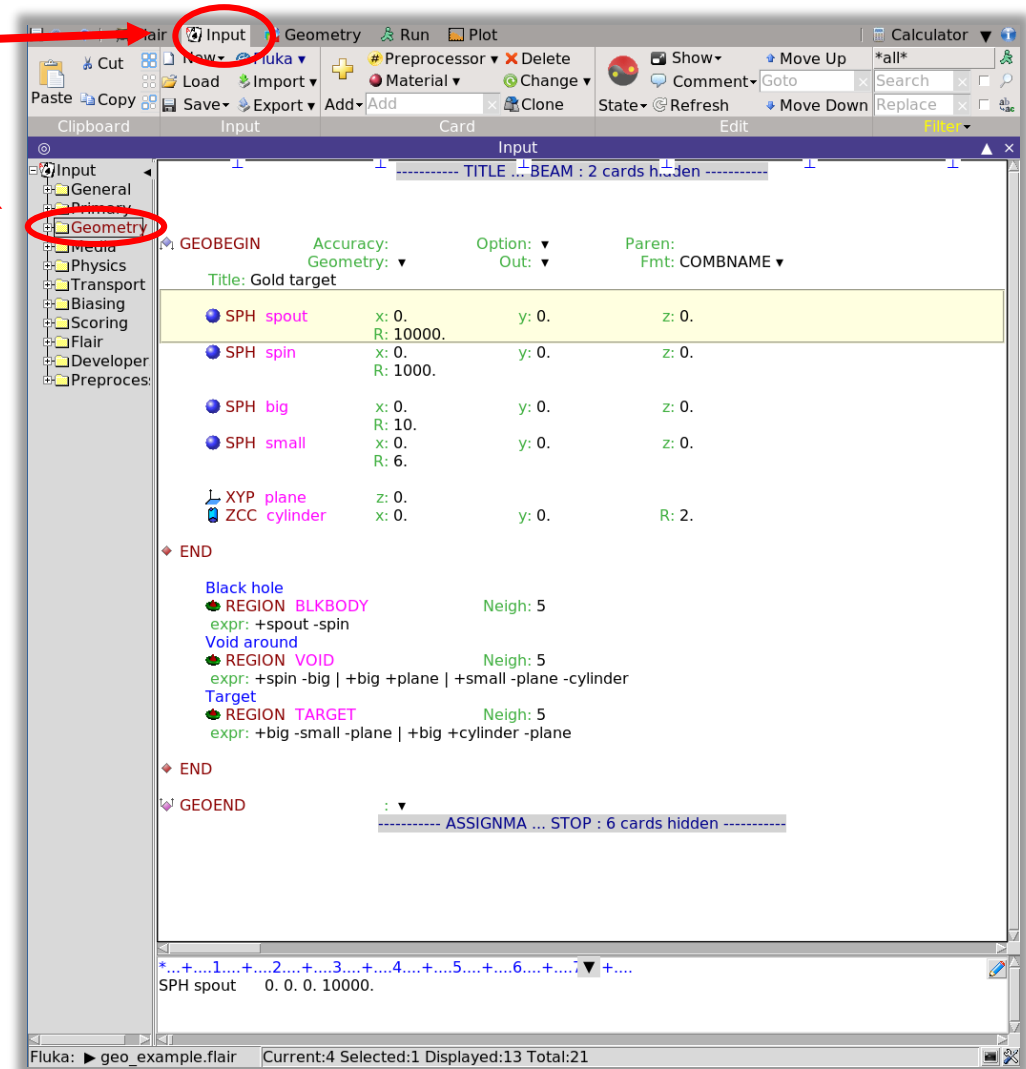 air Input Geometry Run Plot Calculator
Cut New Fluka Preprocessor Delete Show Move Up *all*
Load Import Material Change Comment Goto Search
Paste Copy Save Export Add Add Clone State Refresh Move Down Replace
Clipboard Input Card Edit Filter
Input
Input
General
Primary
Geometry
Media
Physics
Transport
Biasing
Scoring
Flair
Developer
Preproces
----------- TITLE ... BEAM : 2 cards hidden -----------
GEOBEGIN Accuracy: Option: Paren:
Geometry: Out: Fmt: COMBNAME
Title: Gold target
SPH spout x: 0. y: 0. z: 0.
R: 10000.
SPH spin x: 0. y: 0. z: 0.
R: 1000.
SPH big x: 0. y: 0. z: 0.
R: 10.
SPH small x: 0. y: 0. z: 0.
R: 6.
XYP plane z: 0.
ZCC cylinder x: 0. y: 0. R: 2.
END
Black hole
REGION BLKBODY Neigh: 5
expr: +spout -spin
Void around
REGION VOID Neigh: 5
expr: +spin -big | +big +plane | +small -plane -cylinder
Target
REGION TARGET Neigh: 5
expr: +big -small -plane | +big +cylinder -plane
END
GEOEND :
----------- ASSIGNMA ... STOP : 6 cards hidden -----------
*...+....1....+....2....+....3....+....4....+....5....+....6....+....7 +....
SPH spout 0. 0. 0. 10000.
Fluka: geo_example.flair Current:4 Selected:1 Displayed:13 Total:21